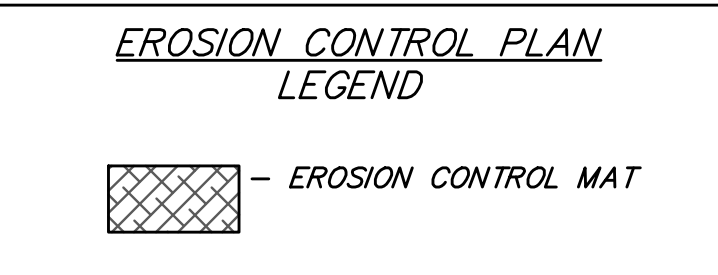 EROSION CONTROL PLAN
LEGEND
- EROSION CONTROL MAT